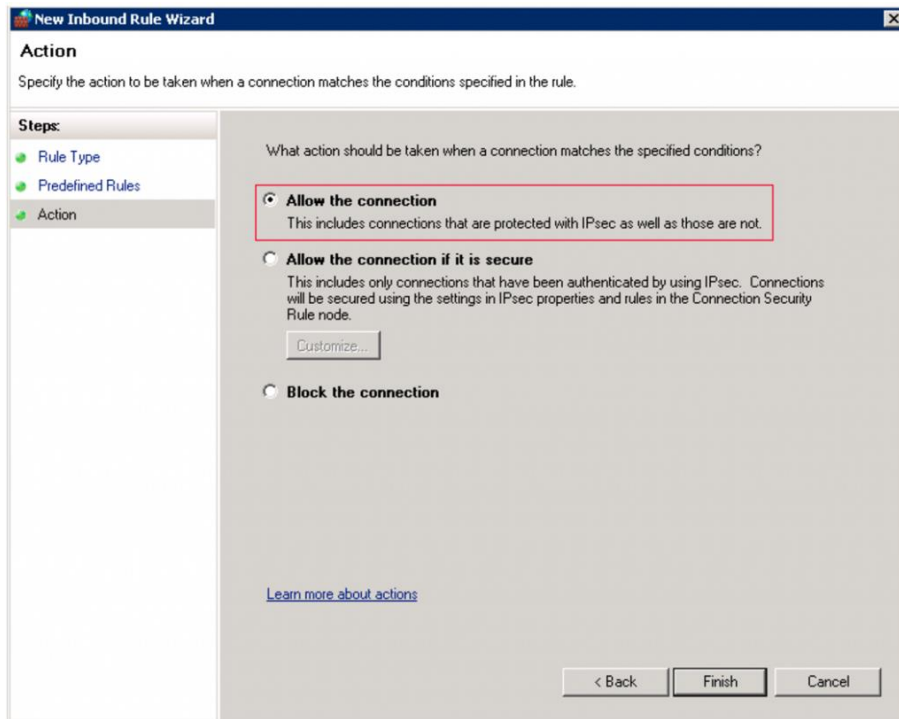 New Inbound Rule Wizard
Action
Specify the action to be taken when a connection matches the conditions specified in the rule.
Steps:
Rule Type
Predefined Rules
Action
What action should be taken when a connection matches the specified conditions?
Allow the connection
This includes connections that are protected with IPsec as well as those are not.
Allow the connection if it is secure
This includes only connections that have been authenticated by using IPsec. Connections
will be secured using the settings in IPsec properties and rules in the Connection Security
Rule node.
Customize...
Block the connection
Learn more about actions
< Back
Finish
Cancel